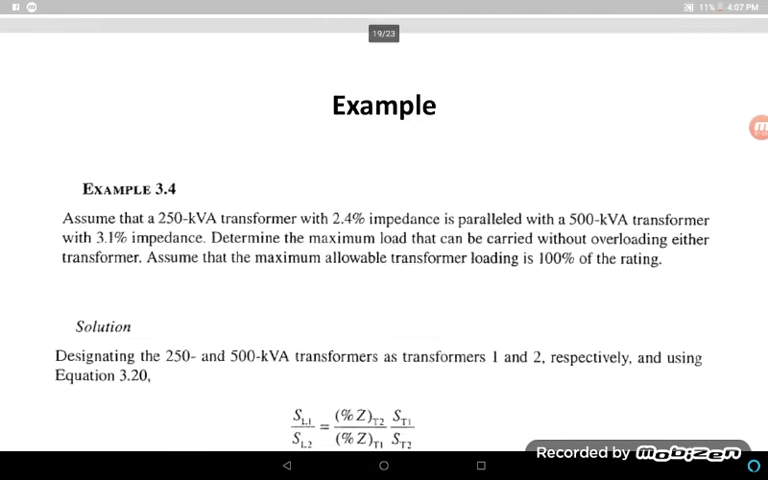 11% 4:07 PM
19/23
Example
EXAMPLE 3.4
Assume that a 250-kVA transformer with 2.4% impedance is paralleled with a 500-kVA transformer
with 3.1% impedance. Determine the maximum load that can be carried without overloading either
transformer. Assume that the maximum allowable transformer loading is 100% of the rating.
Solution
Designating the 250- and 500-kVA transformers as transformers 1 and 2, respectively, and using
Equation 3.20,
S_L1 / S_L2 = (%Z)_T2 / (%Z)_T1 S_T1 / S_T2
Recorded by mobizen